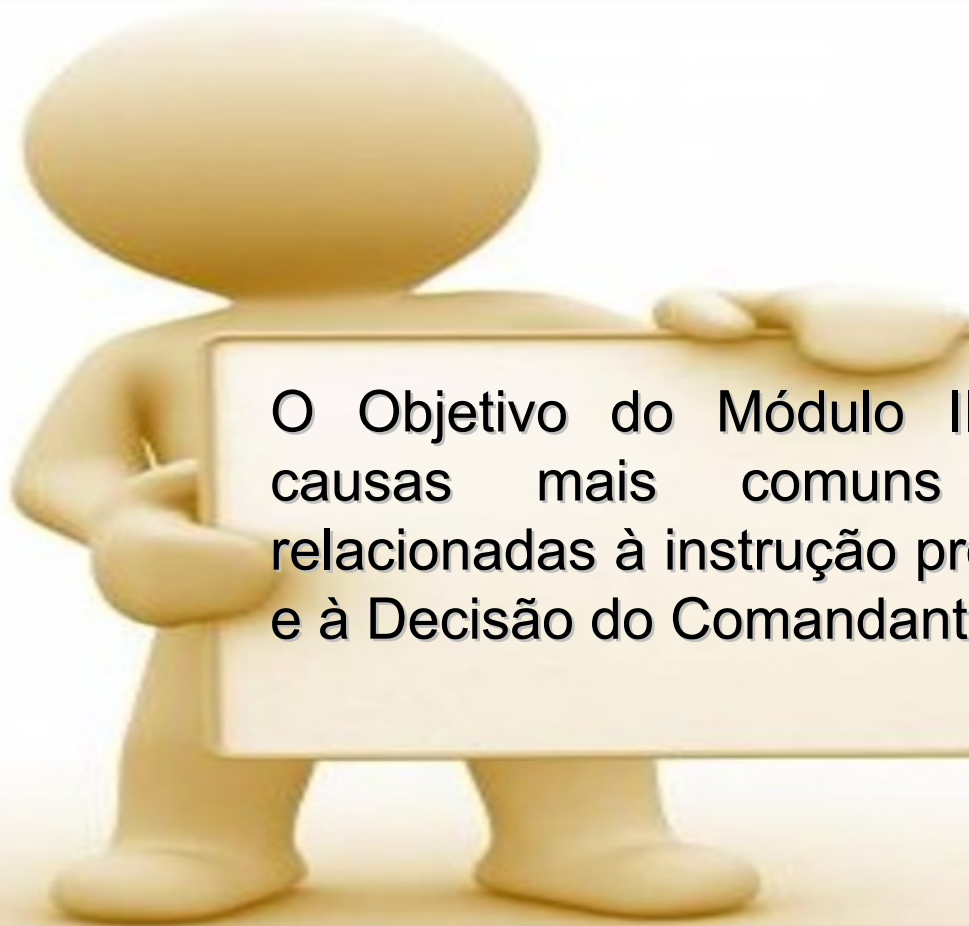 O Objetivo do Módulo
causas mais comuns
relacionadas à instrução
e à Decisão do